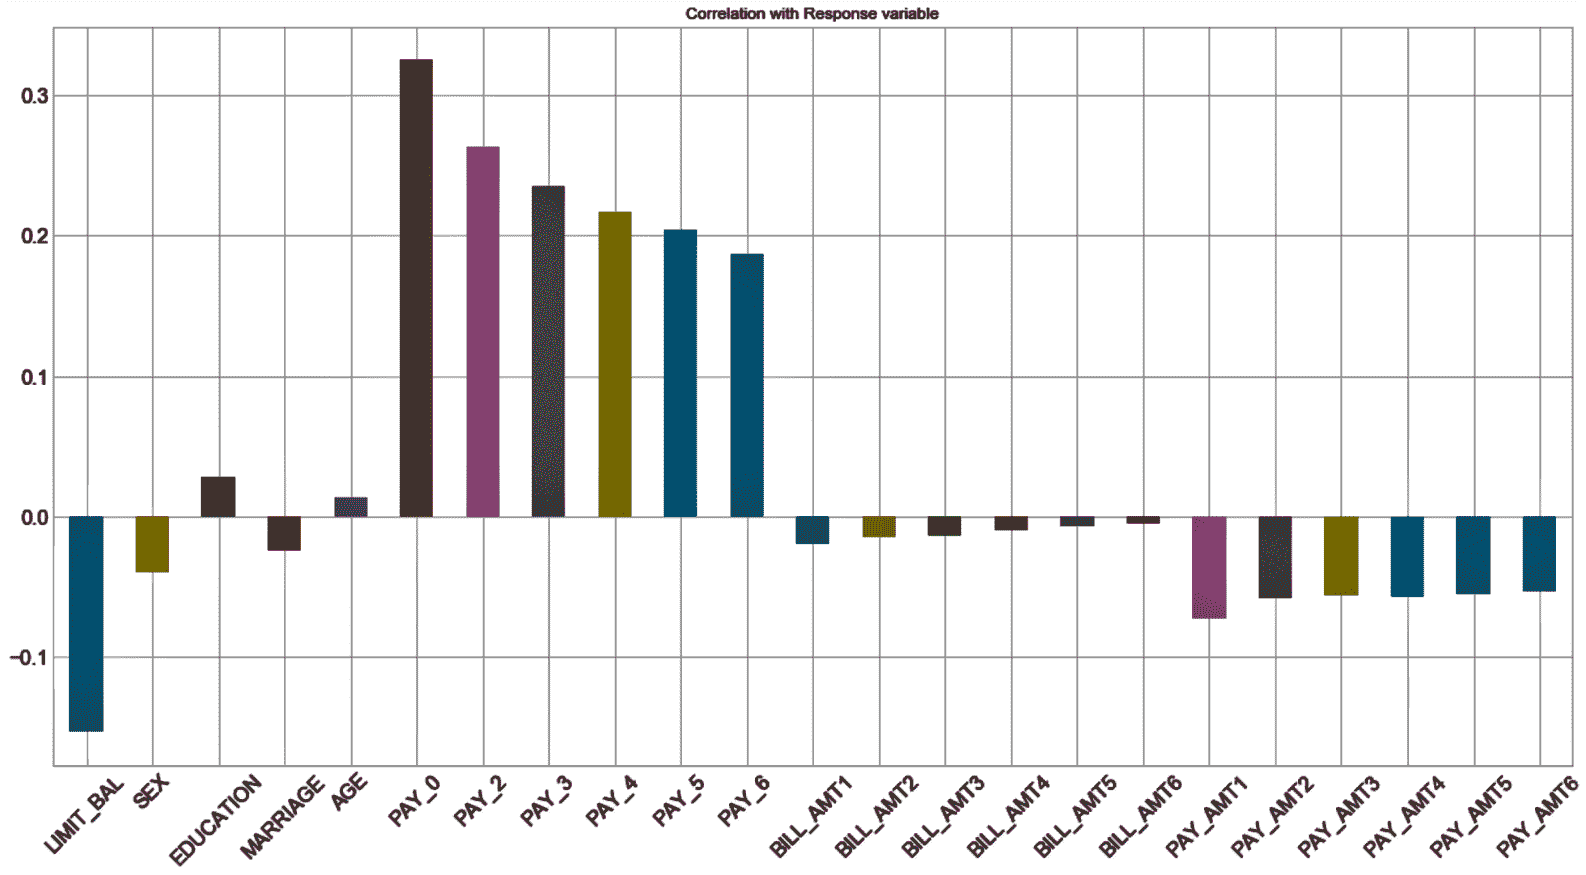 Correlation with Response variable
0.3
0.2
0.1
0.0
−0.1
LIMIT_BAL
SEX
EDUCATION
MARRIAGE
AGE
PAY_0
PAY_2
PAY_3
PAY_4
PAY_5
PAY_6
BILL_AMT1
BILL_AMT2
BILL_AMT3
BILL_AMT4
BILL_AMT5
BILL_AMT6
PAY_AMT1
PAY_AMT2
PAY_AMT3
PAY_AMT4
PAY_AMT5
PAY_AMT6